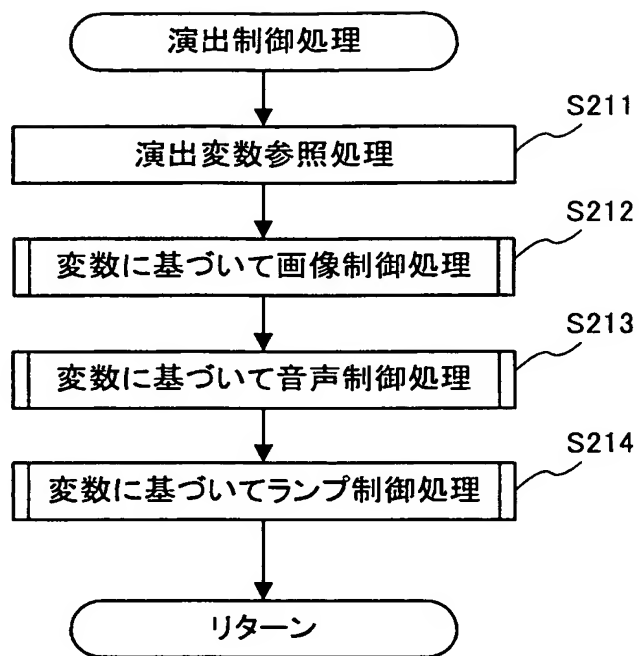 演出制御処理
S211
演出変数参照処理
S212
変数に基づいて画像制御処理
S213
変数に基づいて音声制御処理
S214
変数に基づいてランプ制御処理
リターン